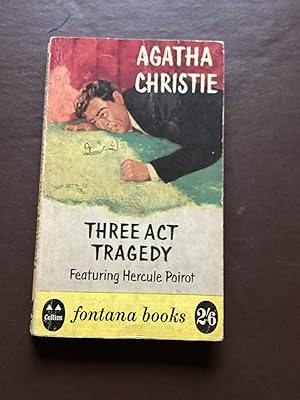 AGATHA
CHRISTIE
THREE ACT
TRAGEDY
Featuring Hercule Poirot
Collins
fontana books
2/6